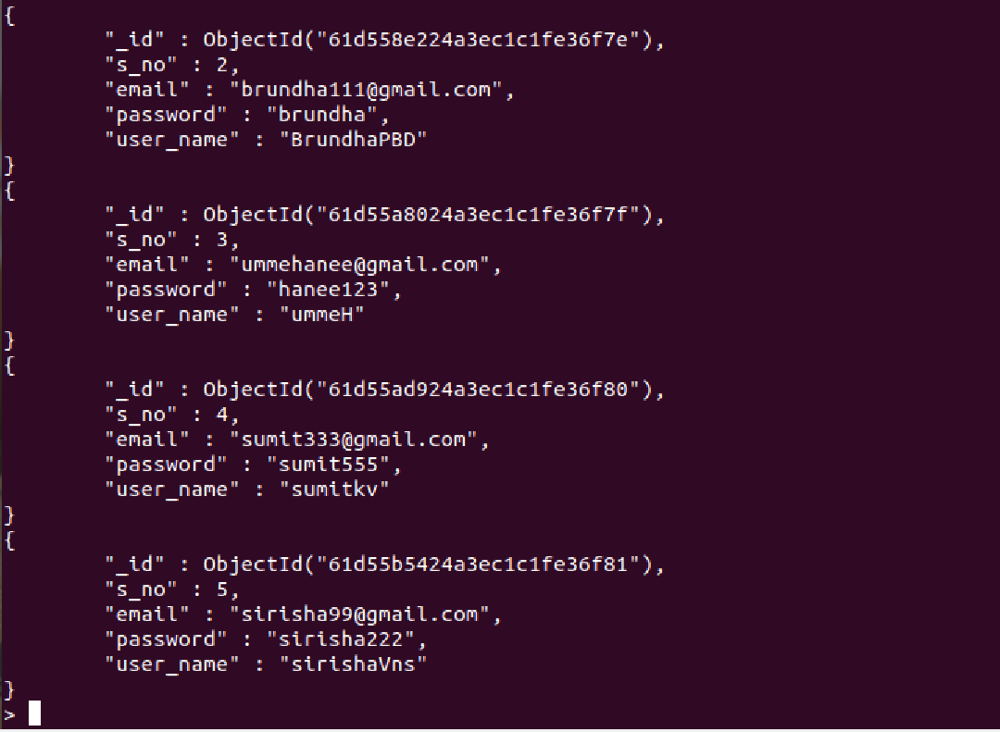 {
"_id" : ObjectId("61d558e224a3ec1c1fe36f7e"),
"s_no" : 2,
"email" : "brundha111@gmail.com",
"password" : "brundha",
"user_name" : "BrundhaPBD"
}
{
"_id" : ObjectId("61d55a8024a3ec1c1fe36f7f"),
"s_no" : 3,
"email" : "ummehanee@gmail.com",
"password" : "hanee123",
"user_name" : "ummeH"
}
{
"_id" : ObjectId("61d55ad924a3ec1c1fe36f80"),
"s_no" : 4,
"email" : "sumit333@gmail.com",
"password" : "sumit555",
"user_name" : "sumitkv"
}
{
"_id" : ObjectId("61d55b5424a3ec1c1fe36f81"),
"s_no" : 5,
"email" : "sirisha99@gmail.com",
"password" : "sirisha222",
"user_name" : "sirishaVns"
}
>